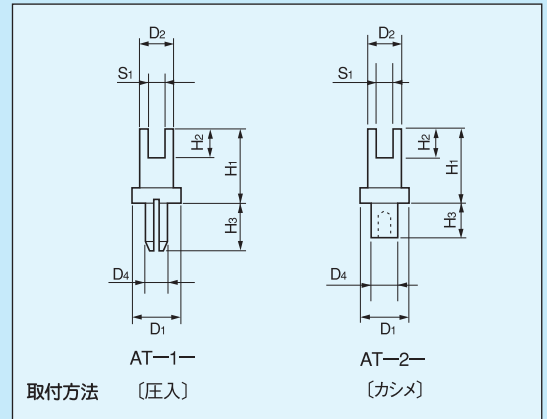 D2
S1
H2
H1
H3
D4
D1
AT-1-
D2
S1
H2
H1
H3
D4
D1
AT-2-
取付方法 〔圧入〕 〔カシメ〕